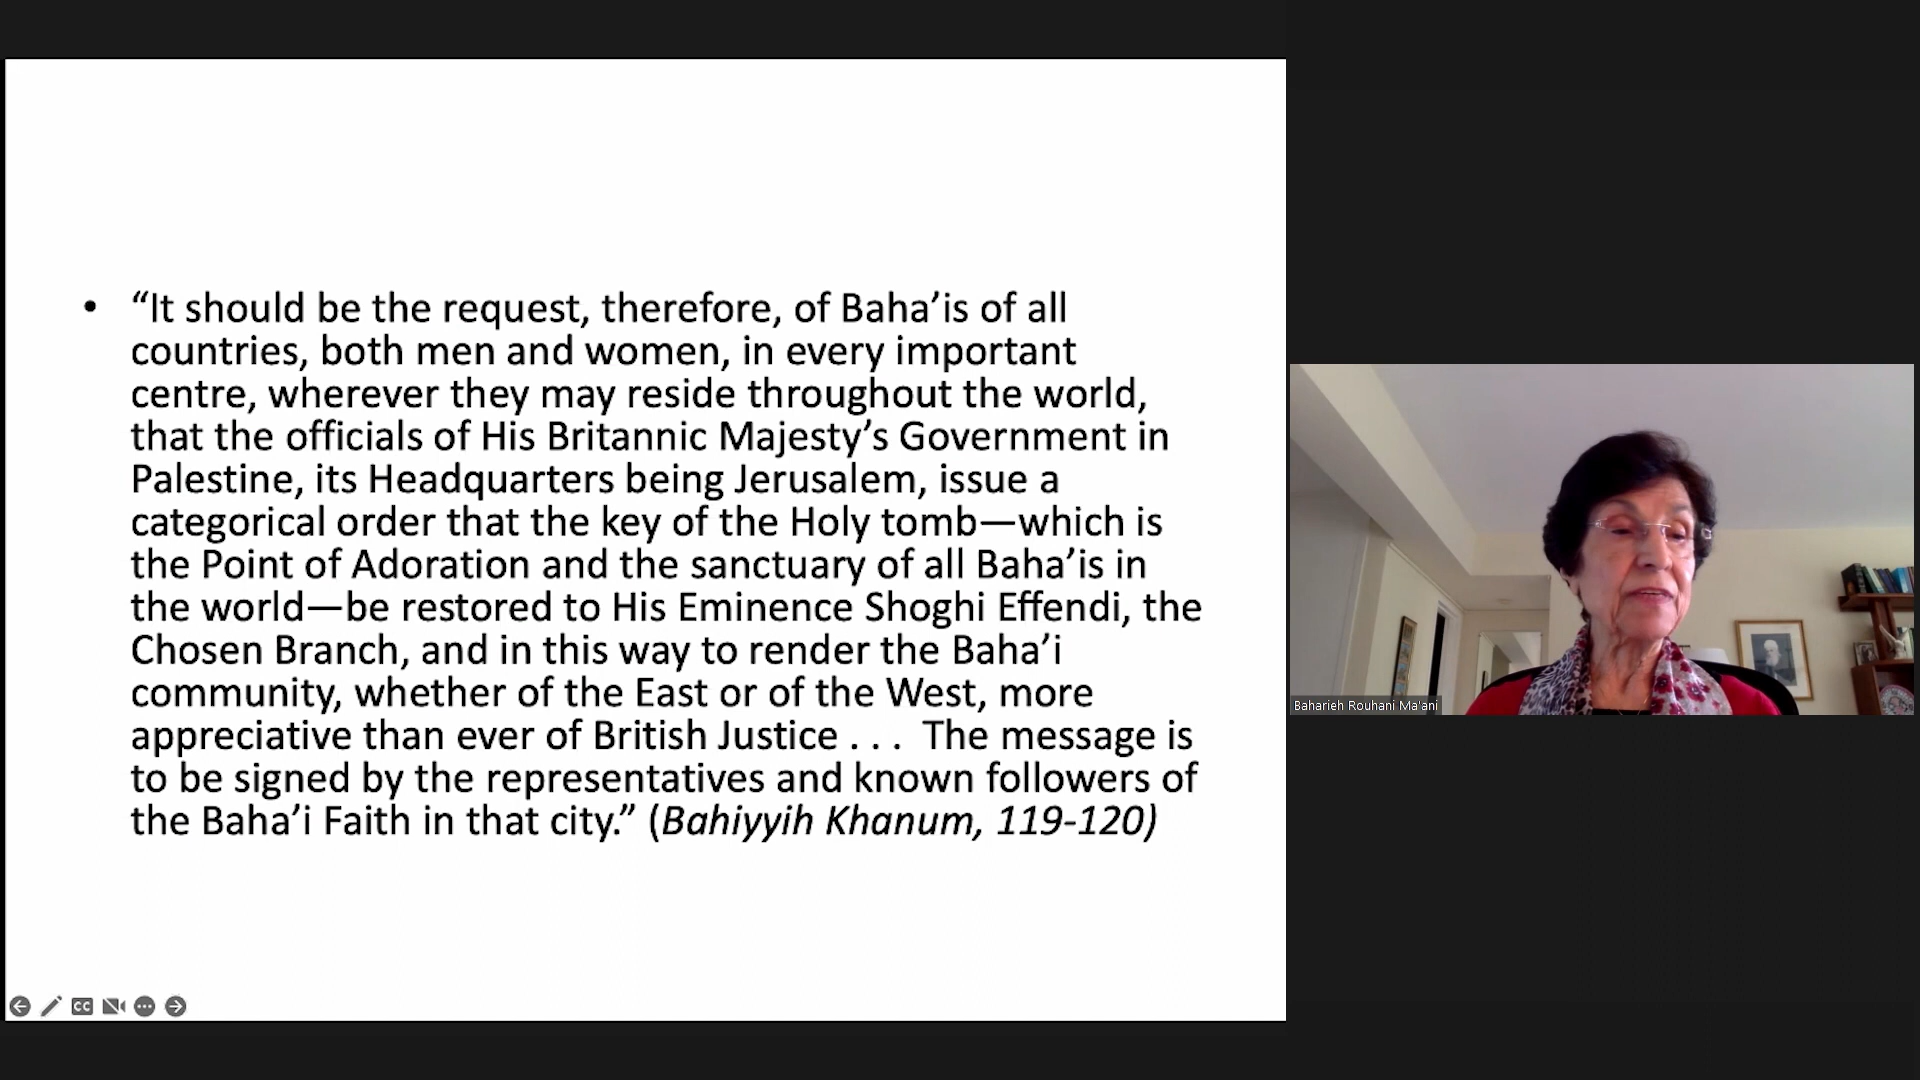 • “It should be the request, therefore, of Baha’is of all
countries, both men and women, in every important
centre, wherever they may reside throughout the world,
that the officials of His Britannic Majesty’s Government in
Palestine, its Headquarters being Jerusalem, issue a
categorical order that the key of the Holy tomb—which is
the Point of Adoration and the sanctuary of all Baha’is in
the world—be restored to His Eminence Shoghi Effendi, the
Chosen Branch, and in this way to render the Baha’i
community, whether of the East or of the West, more
appreciative than ever of British Justice . . .  The message is
to be signed by the representatives and known followers of
the Baha’i Faith in that city.” (Bahiyyih Khanum, 119-120)
Baharieh Rouhani Ma'ani
CC